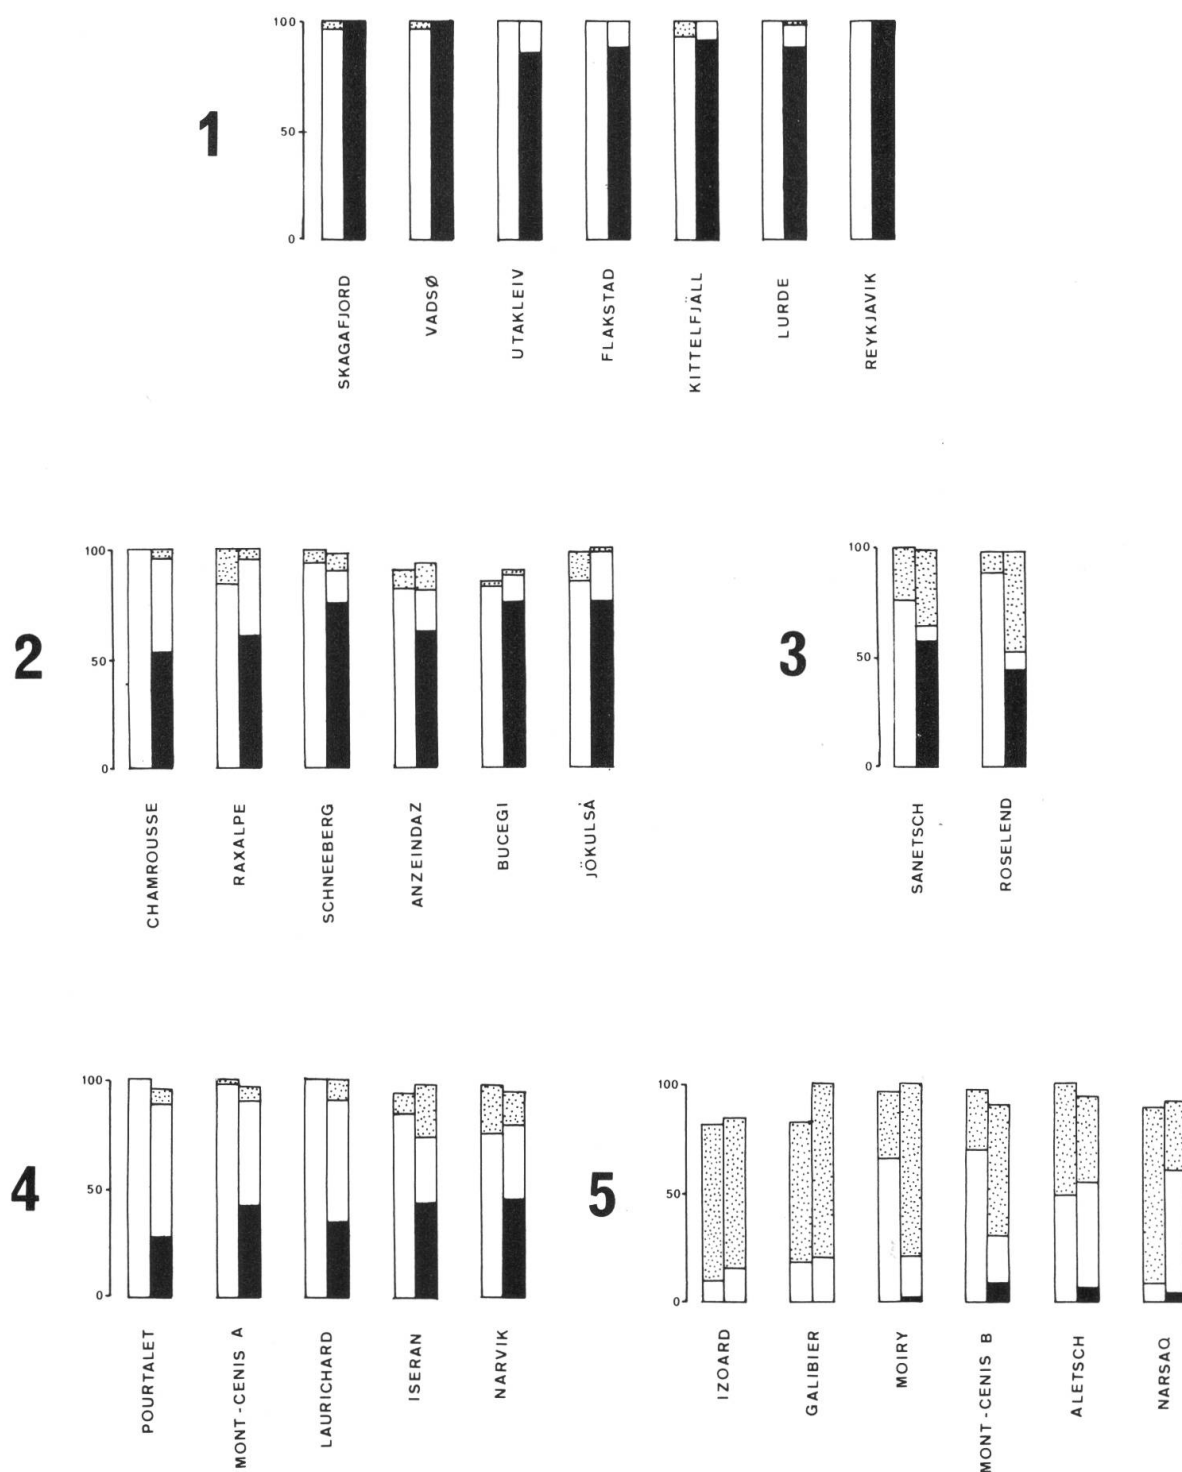 1
100
50
0
SKAGAFJORD
VADSØ
UTAKLEIV
FLAKSTAD
KITTELFJÄLL
LURDE
REYKJAVIK
2
100
50
0
CHAMROUSSE
RAXALPE
SCHNEEBERG
ANZEINDAZ
BUCEGI
JÖKULSÅ
3
100
50
0
SANETSCH
ROSELEND
4
100
50
0
POURTALET
MONT-CENIS A
LAURICHARD
ISERAN
NARVIK
5
100
50
0
IZOARD
GALIBIER
MOIRY
MONT-CENIS B
ALETSCH
NARSAQ